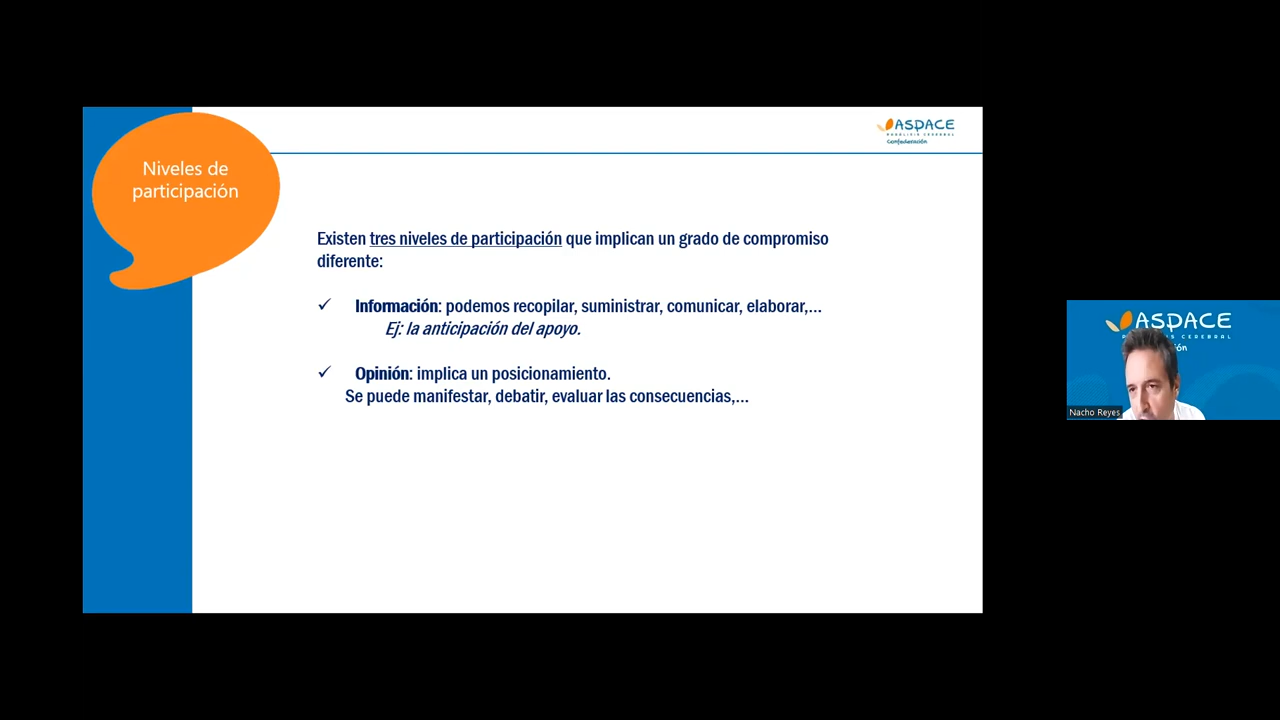 Niveles de
participación
ASPACE
PARÁLISIS CEREBRAL
Confederación
Existen tres niveles de participación que implican un grado de compromiso
diferente:
✓ Información: podemos recopilar, suministrar, comunicar, elaborar,...
Ej: la anticipación del apoyo.
✓ Opinión: implica un posicionamiento.
Se puede manifestar, debatir, evaluar las consecuencias,...
ASPACE
Nacho Reyes